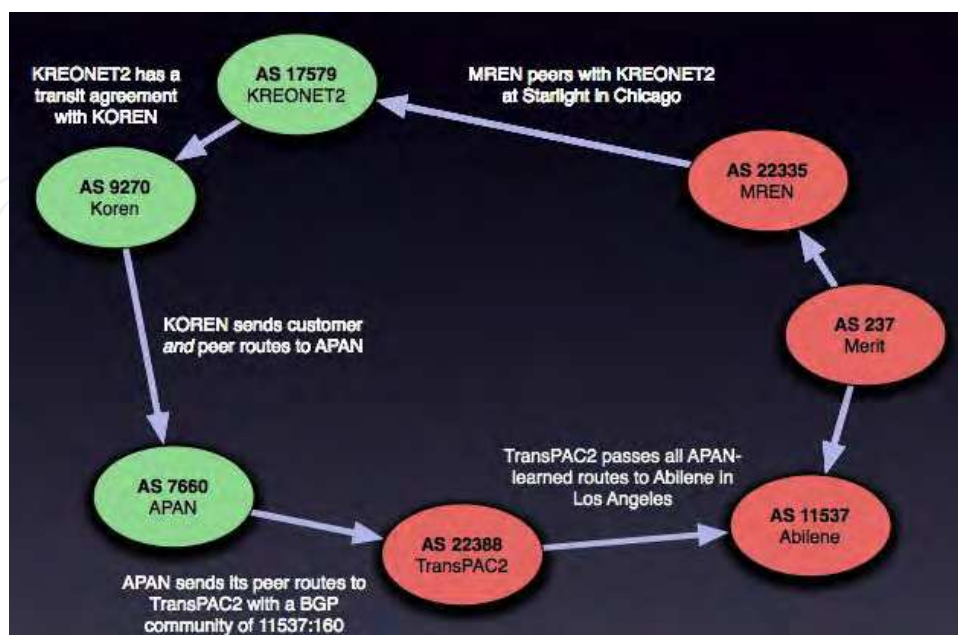 KREONET2 has a
transit agreement
with KOREN
AS 17579
KREONET2
MREN peers with KREONET2
at Starlight in Chicago
AS 9270
Koren
AS 22335
MREN
KOREN sends customer
and peer routes to APAN
AS 237
Merit
AS 7660
APAN
TransPAC2 passes all APAN-
learned routes to Abilene in
Los Angeles
AS 22388
TransPAC2
AS 11537
Abilene
APAN sends its peer routes to
TransPAC2 with a BGP
community of 11537:160